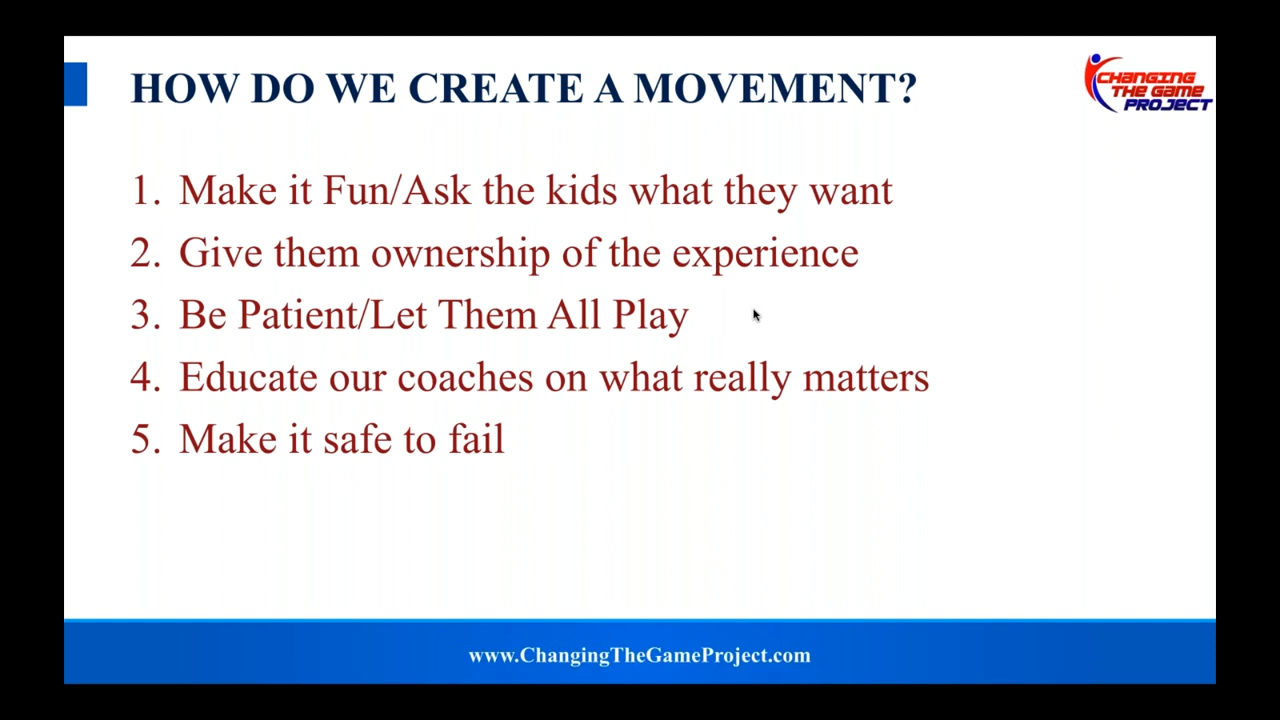 HOW DO WE CREATE A MOVEMENT?
CHANGING
THE GAME
PROJECT
1. Make it Fun/Ask the kids what they want
2. Give them ownership of the experience
3. Be Patient/Let Them All Play
4. Educate our coaches on what really matters
5. Make it safe to fail
www.ChangingTheGameProject.com